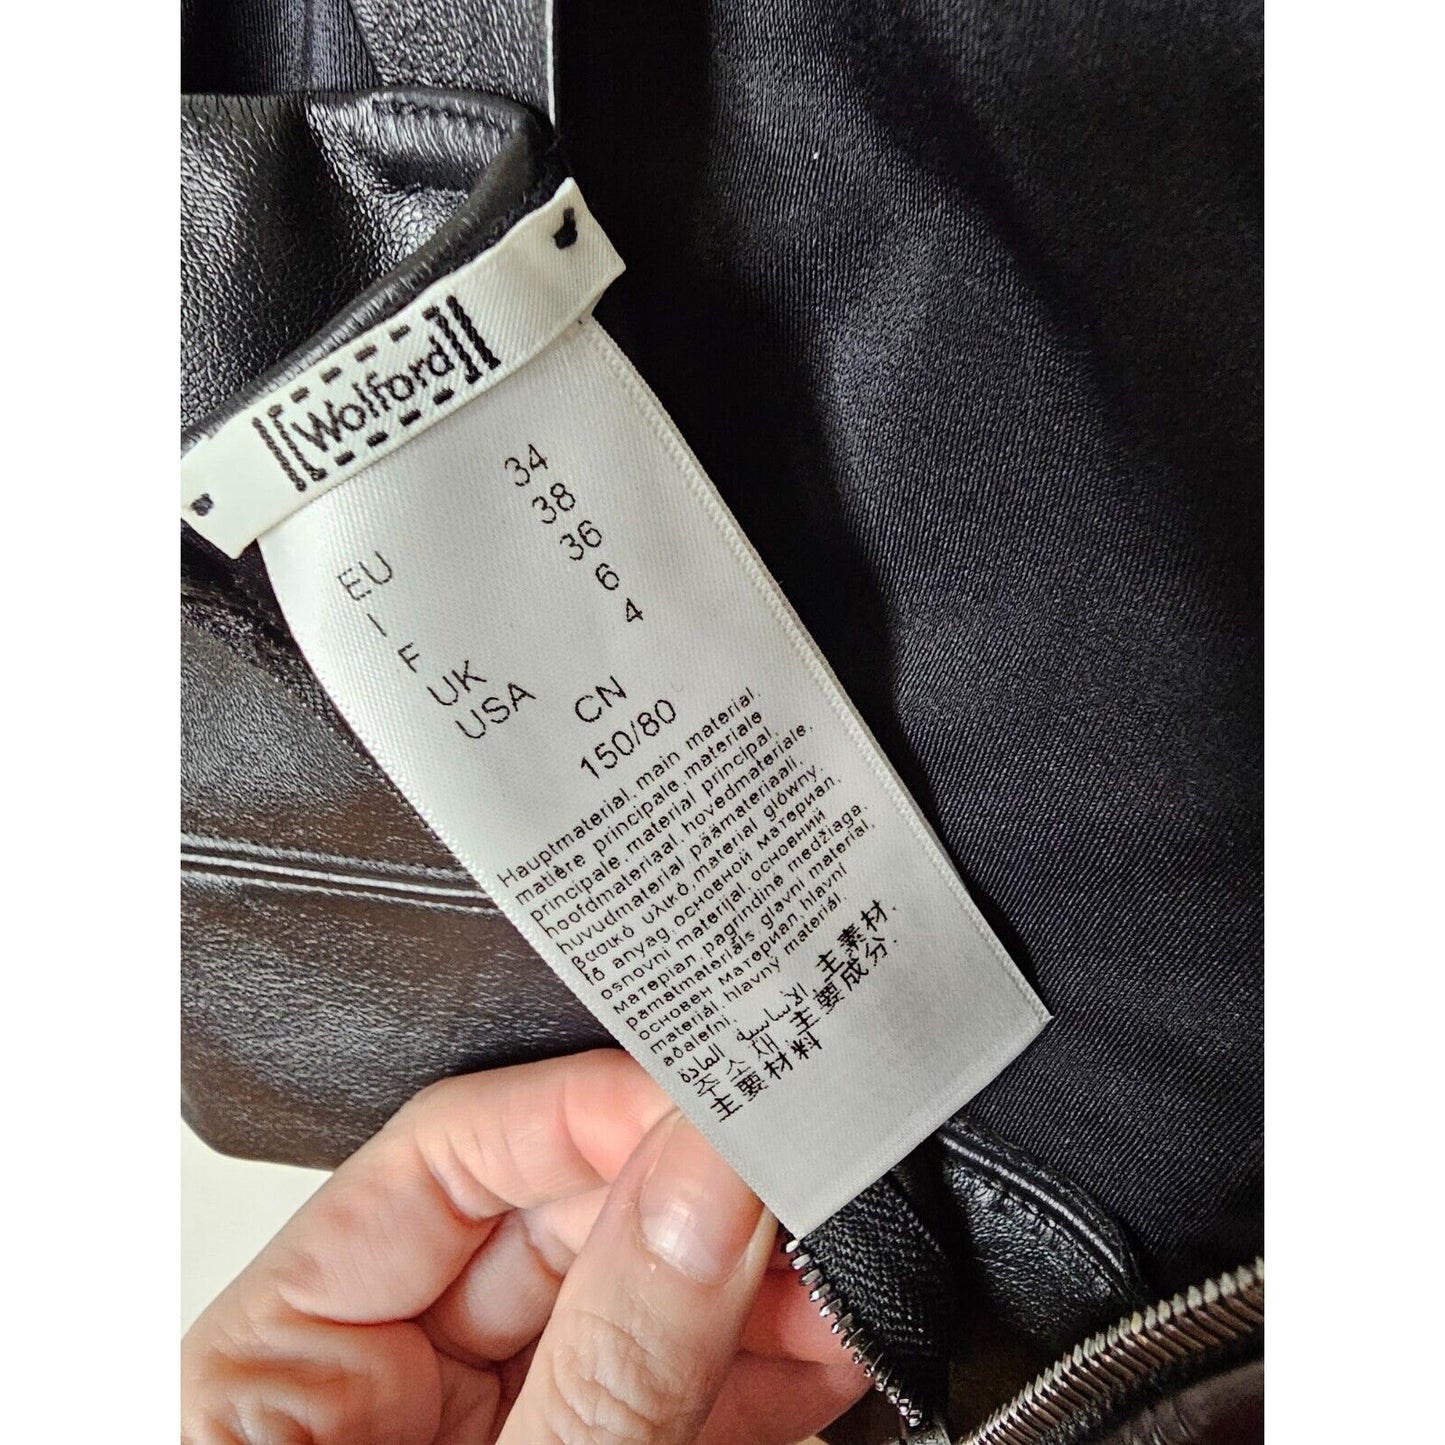 Wolford
EU 34
I 38
F 36
UK 6
USA 4
CN
150/80
Hauptmaterial, main material,
matière principale, materiale
principale, material principal,
hoofdmateriaal, hovedmateriale,
huvudmaterial päämateriaali,
βασικό υλικό, materiał główny,
fő anyag основной материал,
osnovni materijal, основний
матеріал, pagrindinė medžiaga,
pamatmateriāls, glavni material,
основен материал, hlavní
materiál, hlavný materiál,
aðalefni,
المادة الأساسية 主素材,
주 소재 主要成分,
主要材料